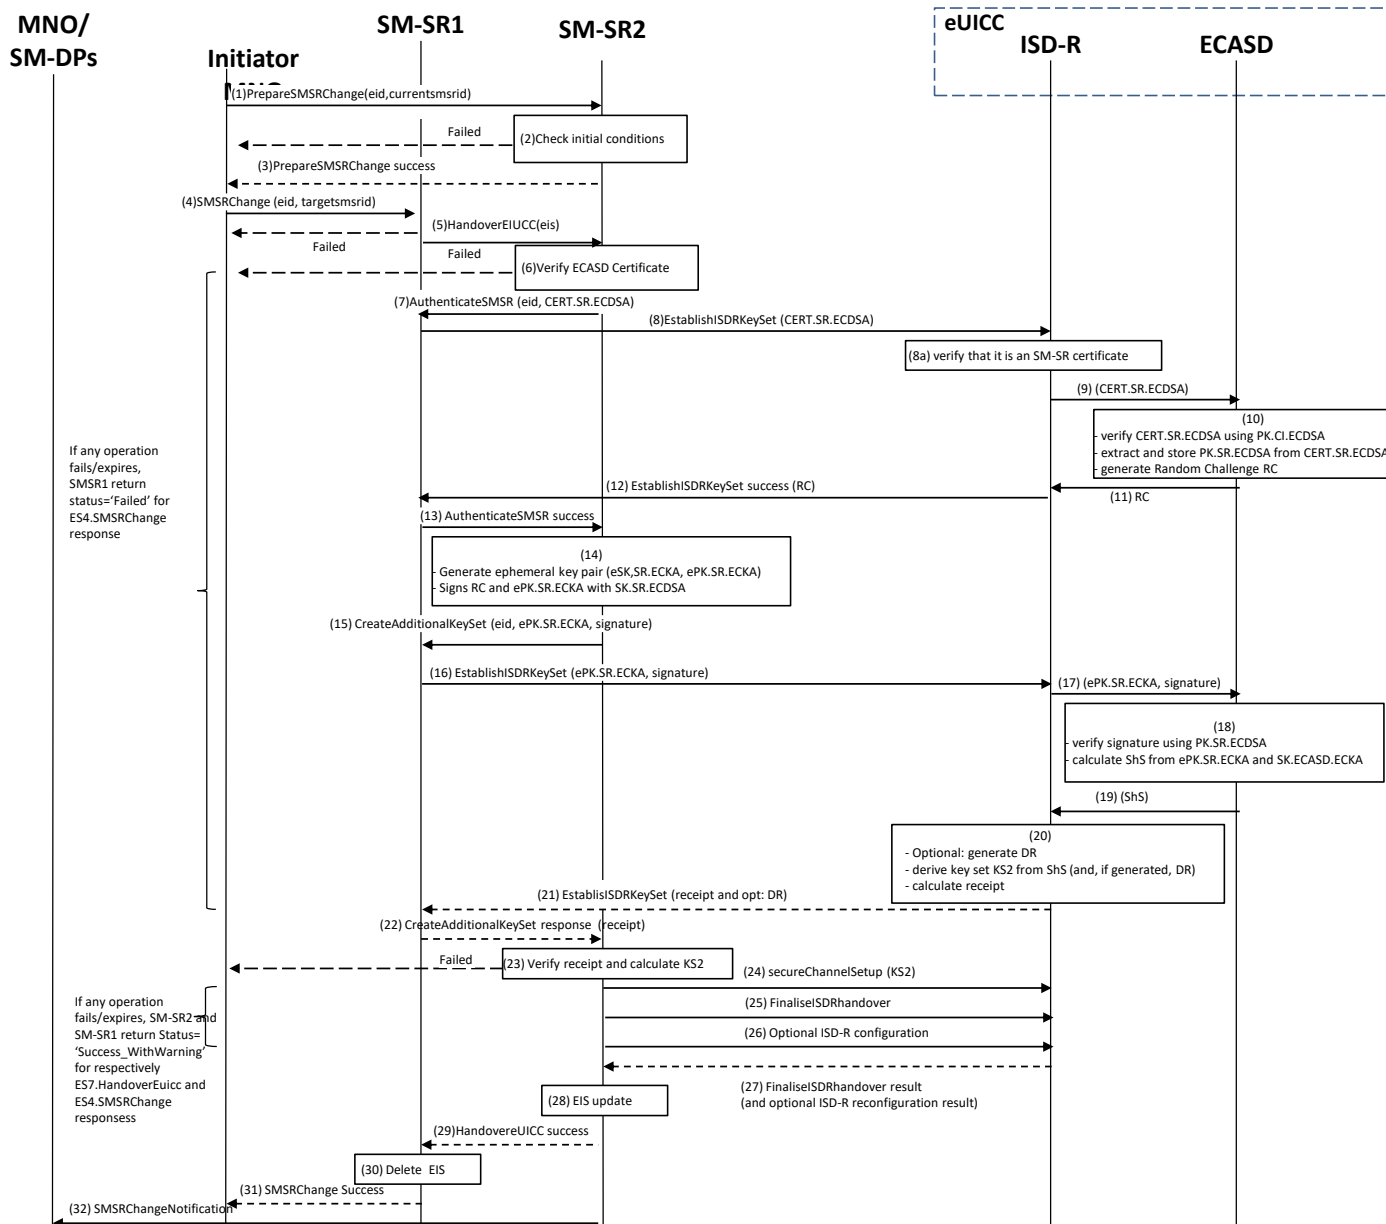 MNO/
SM-DPs
Initiator
MNO
SM-SR1
SM-SR2
eUICC
ISD-R
ECASD
(1)PrepareSMSRChange(eid,currentsmsrid)
Failed
(2)Check initial conditions
(3)PrepareSMSRChange success
(4)SMSRChange (eid, targetsmsrid)
(5)HandoverEIUCC(eis)
Failed
Failed
(6)Verify ECASD Certificate
(7)AuthenticateSMSR (eid, CERT.SR.ECDSA)
(8)EstablishISDRKeySet (CERT.SR.ECDSA)
(8a) verify that it is an SM-SR certificate
(9) (CERT.SR.ECDSA)
(10)
- verify CERT.SR.ECDSA using PK.CI.ECDSA
- extract and store PK.SR.ECDSA from CERT.SR.ECDSA
- generate Random Challenge RC
If any operation
fails/expires,
SMSR1 return
status=‘Failed’ for
ES4.SMSRChange
response
(11) RC
(12) EstablishISDRKeySet success (RC)
(13) AuthenticateSMSR success
(14)
- Generate ephemeral key pair (eSK,SR.ECKA, ePK.SR.ECKA)
- Signs RC and ePK.SR.ECKA with SK.SR.ECDSA
(15) CreateAdditionalKeySet (eid, ePK.SR.ECKA, signature)
(16) EstablishISDRKeySet (ePK.SR.ECKA, signature)
(17) (ePK.SR.ECKA, signature)
(18)
- verify signature using PK.SR.ECDSA
- calculate ShS from ePK.SR.ECKA and SK.ECASD.ECKA
(19) (ShS)
(20)
- Optional: generate DR
- derive key set KS2 from ShS (and, if generated, DR)
- calculate receipt
(21) EstablisISDRKeySet (receipt and opt: DR)
(22) CreateAdditionalKeySet response (receipt)
Failed
(23) Verify receipt and calculate KS2
(24) secureChannelSetup (KS2)
(25) FinaliseISDRhandover
(26) Optional ISD-R configuration
If any operation
fails/expires, SM-SR2 and
SM-SR1 return Status=
‘Success_WithWarning’
for respectively
ES7.HandoverEuicc and
ES4.SMSRChange
responsess
(27) FinaliseISDRhandover result
(and optional ISD-R reconfiguration result)
(28) EIS update
(29)HandovereUICC success
(30) Delete EIS
(31) SMSRChange Success
(32) SMSRChangeNotification